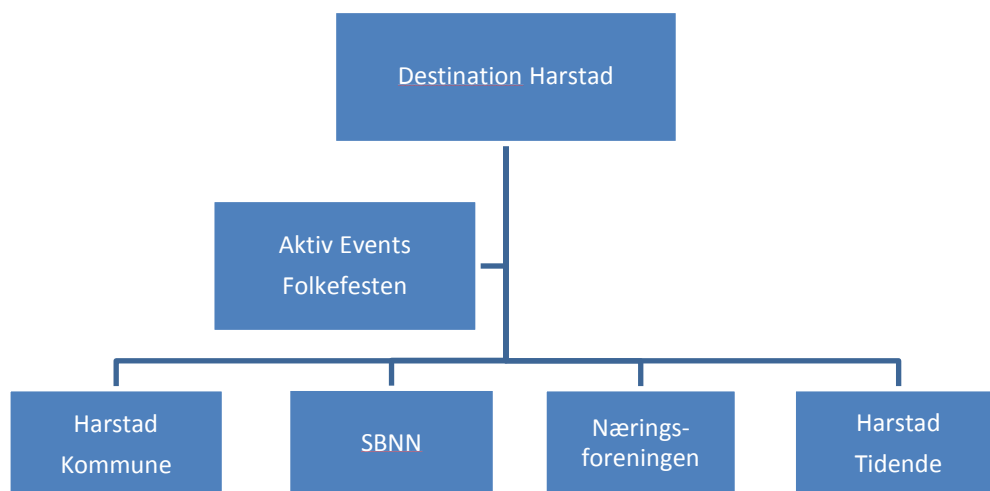 Destination Harstad
Aktiv Events
Folkefesten
Harstad
Kommune
SBNN
Nærings-
foreningen
Harstad
Tidende